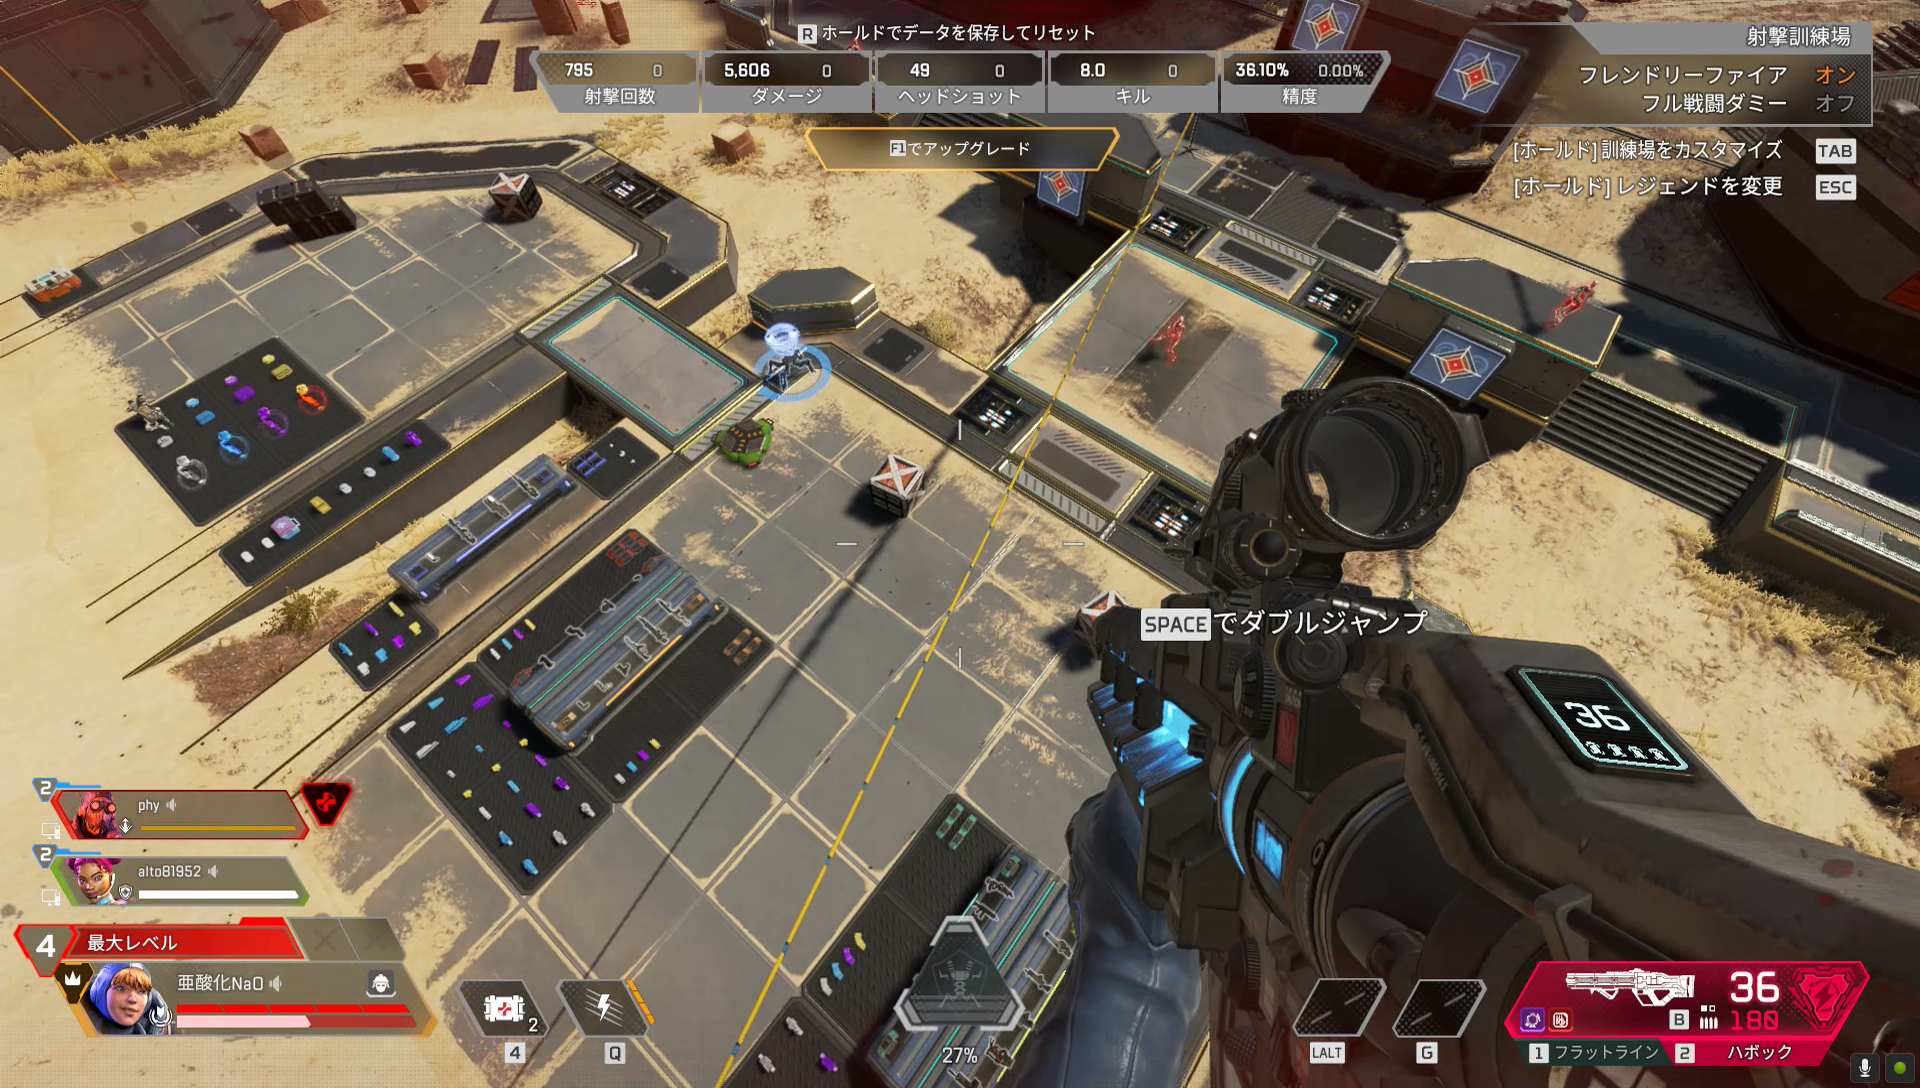 R ホールドでデータを保存してリセット
795 0
射撃回数
5,606 0
ダメージ
49 0
ヘッドショット
8.0 0
キル
36.10% 0.00%
精度
F1でアップグレード
射撃訓練場
フレンドリーファイア オン
フル戦闘ダミー オフ
[ホールド]訓練場をカスタマイズ TAB
[ホールド]レジェンドを変更 ESC
SPACEでダブルジャンプ
36
2
phy
2
alto81952
4 最大レベル
亜酸化NaO
2
4
Q
27%
LALT
G
36
B 180
1 フラットライン
2 ハボック